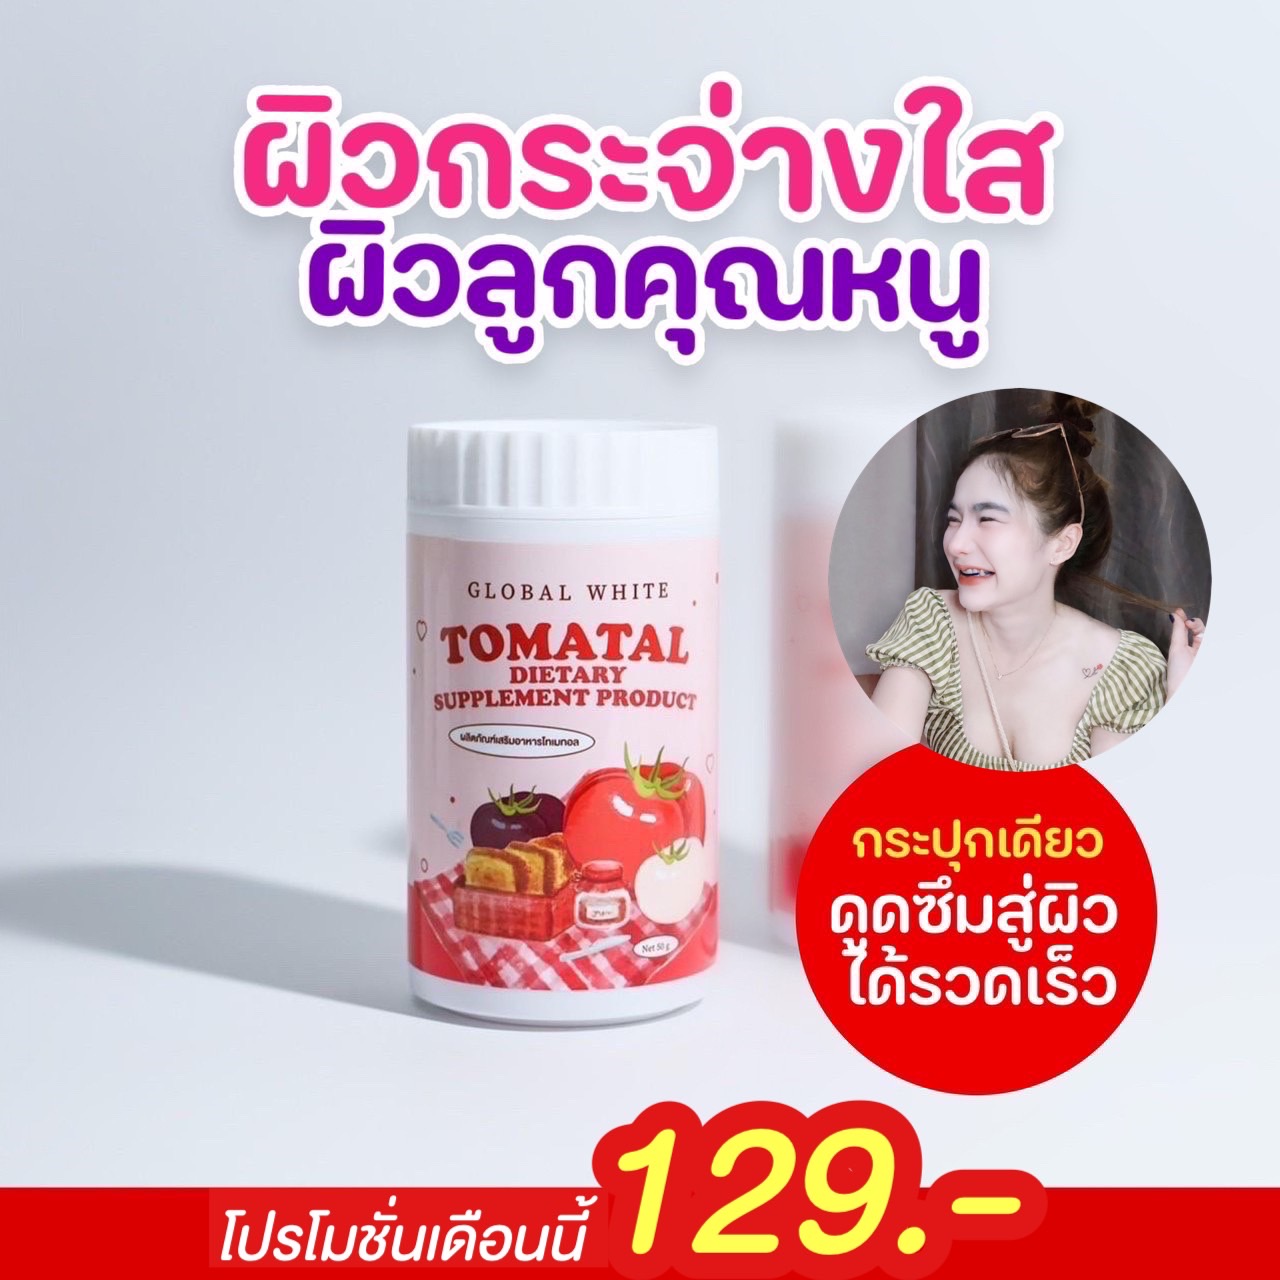 ผิวกระจ่างใส
ผิวลูกคุณหนู
GLOBAL WHITE
TOMATAL
DIETARY
SUPPLEMENT PRODUCT
ผลิตภัณฑ์เสริมอาหารโทเมทอล
Net 50 g
กระปุกเดียว
ดูดซึมสู่ผิว
ได้รวดเร็ว
โปรโมชั่นเดือนนี้ 129.-